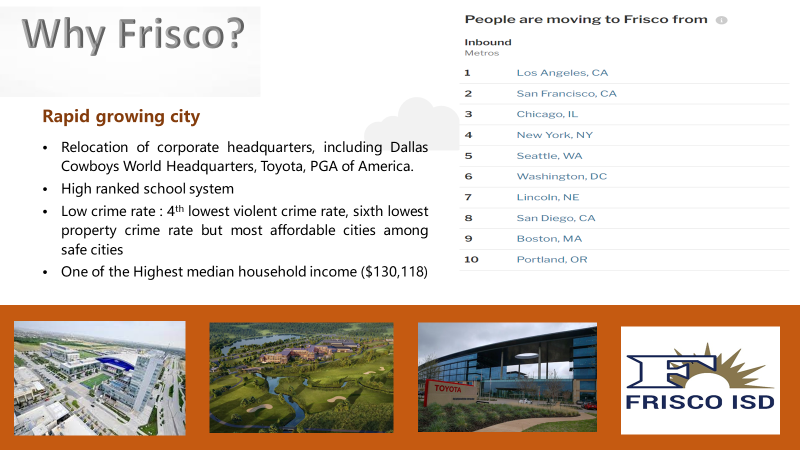 Why Frisco?
Rapid growing city
• Relocation of corporate headquarters, including Dallas
Cowboys World Headquarters, Toyota, PGA of America.
• High ranked school system
• Low crime rate : 4th lowest violent crime rate, sixth lowest
property crime rate but most affordable cities among
safe cities
• One of the Highest median household income ($130,118)
People are moving to Frisco from
Inbound
Metros
1 Los Angeles, CA
2 San Francisco, CA
3 Chicago, IL
4 New York, NY
5 Seattle, WA
6 Washington, DC
7 Lincoln, NE
8 San Diego, CA
9 Boston, MA
10 Portland, OR
TOYOTA
F
FRISCO ISD